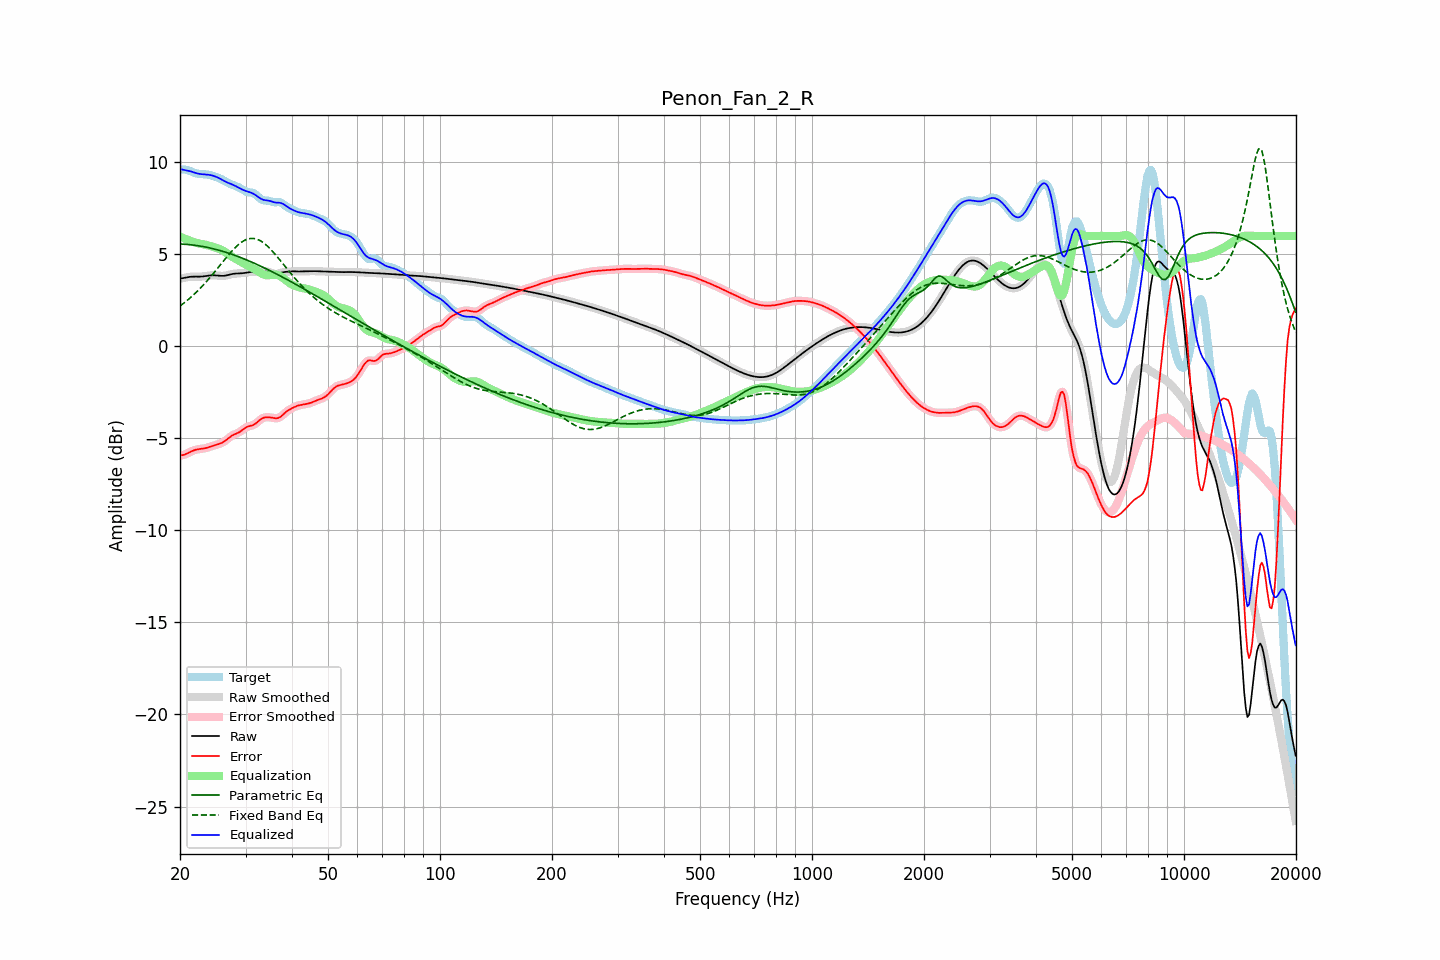 Penon_Fan_2_R
Amplitude (dBr)
10
5
0
−5
−10
−15
−20
−25
Target
Raw Smoothed
Error Smoothed
Raw
Error
Equalization
Parametric Eq
Fixed Band Eq
Equalized
20 50 100 200 500 1000 2000 5000 10000 20000
Frequency (Hz)